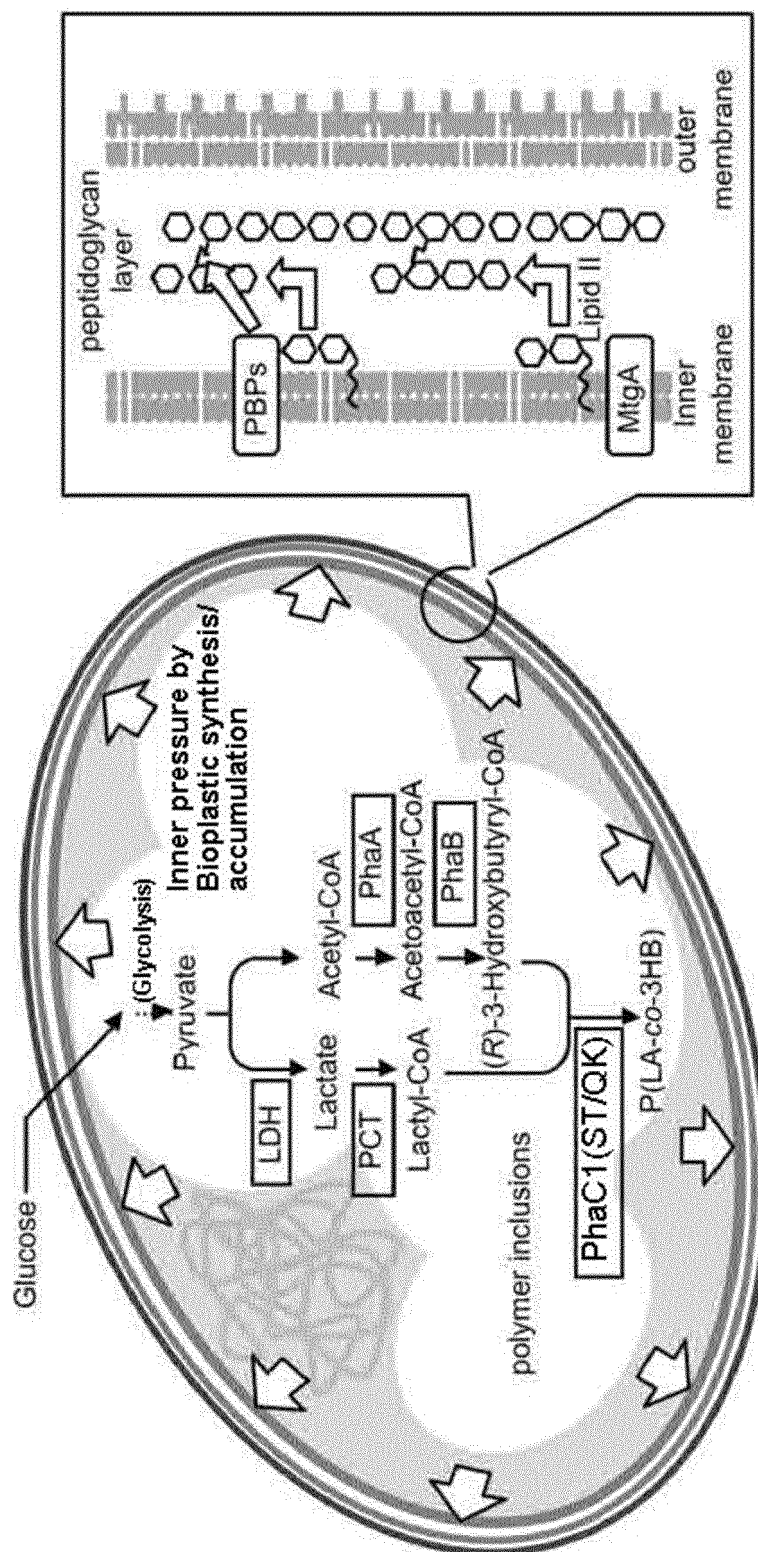 Glucose
(Glycolysis)
Pyruvate
LDH
Lactate
Acetyl-CoA
PCT
PhaA
Lactyl-CoA
Acetoacetyl-CoA
PhaB
(R)-3-Hydroxybutyryl-CoA
PhaC1(ST/QK)
P(LA-co-3HB)
polymer inclusions
Inner pressure by
Bioplastic synthesis/
accumulation
peptidoglycan
layer
PBPs
Lipid II
MtgA
Inner
membrane
outer
membrane